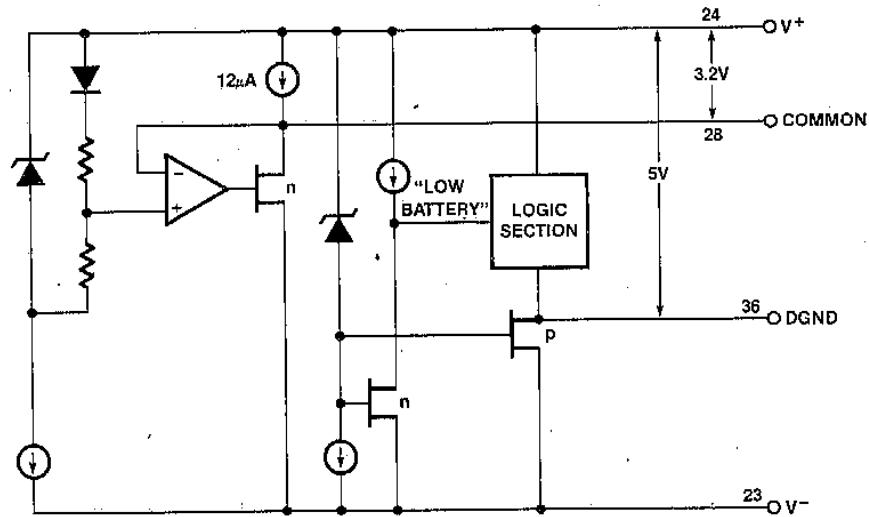 24
V+
12μA
3.2V
COMMON
28
−
+
n
"LOW
BATTERY"
LOGIC
SECTION
5V
36
DGND
p
n
23
V−